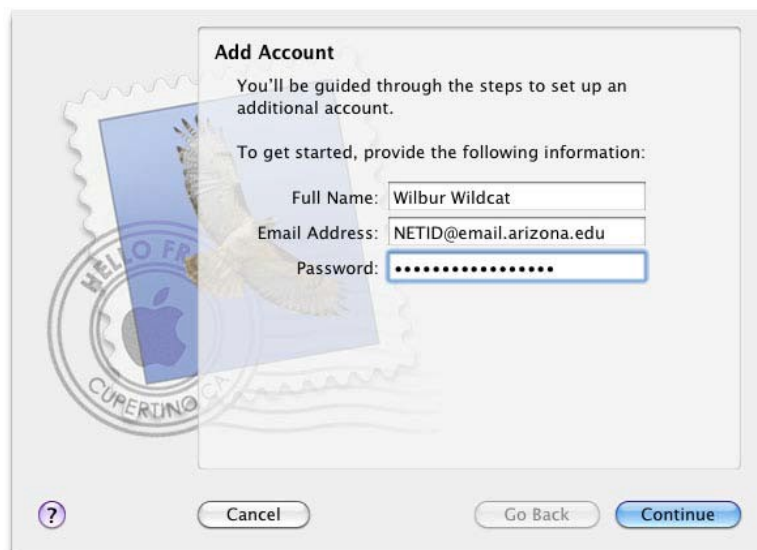 Add Account
You'll be guided through the steps to set up an
additional account.
To get started, provide the following information:
Full Name: Wilbur Wildcat
Email Address: NETID@email.arizona.edu
Password: •••••••••••••••••
HELLO FR
CUPERTINO CA
?
Cancel
Go Back
Continue